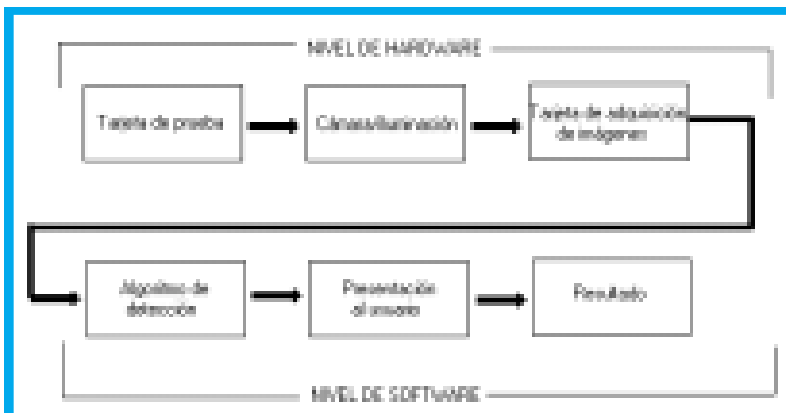 NIVEL DE HARDWARE
Tarjeta de prueba
Cámara/iluminación
Tarjeta de adquisición
de imágenes
Algoritmo de
detección
Presentación
al usuario
Resultado
NIVEL DE SOFTWARE